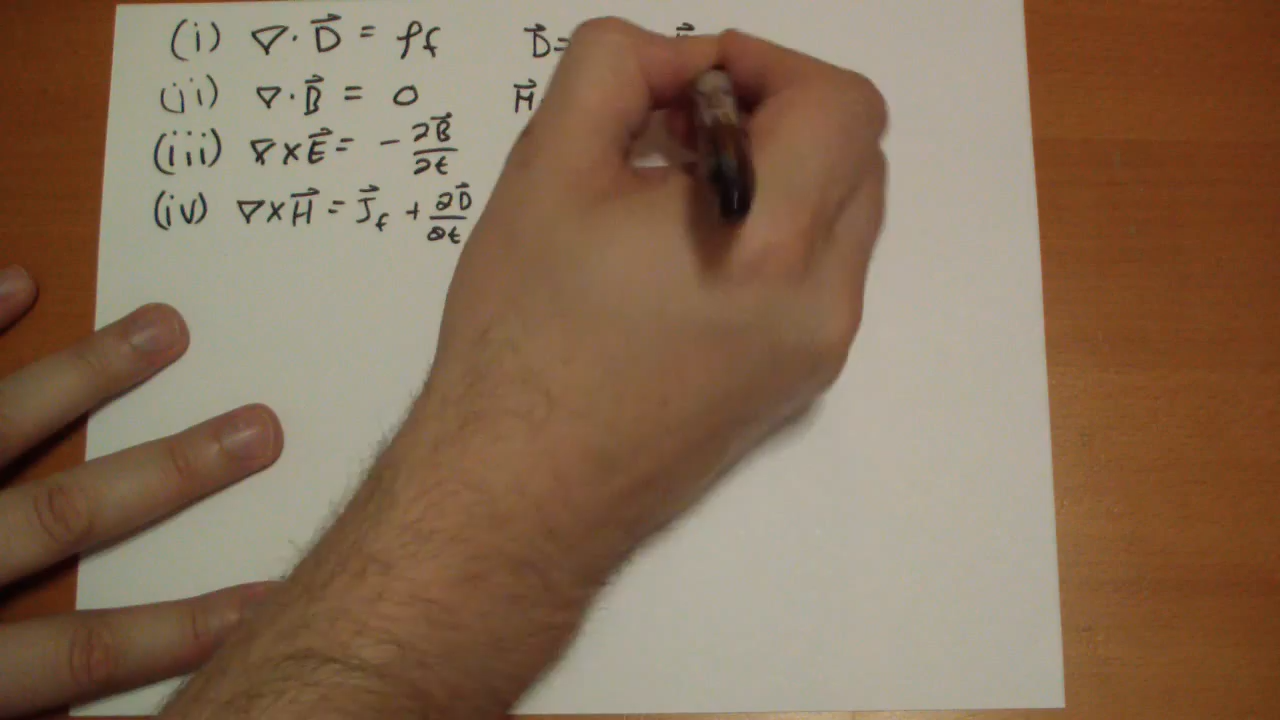 (i) ∇·D⃗ = ρf D⃗=
(ii) ∇·B⃗ = 0 H⃗
(iii) ∇×E⃗ = -∂B⃗/∂t
(iv) ∇×H⃗ = J⃗f + ∂D⃗/∂t